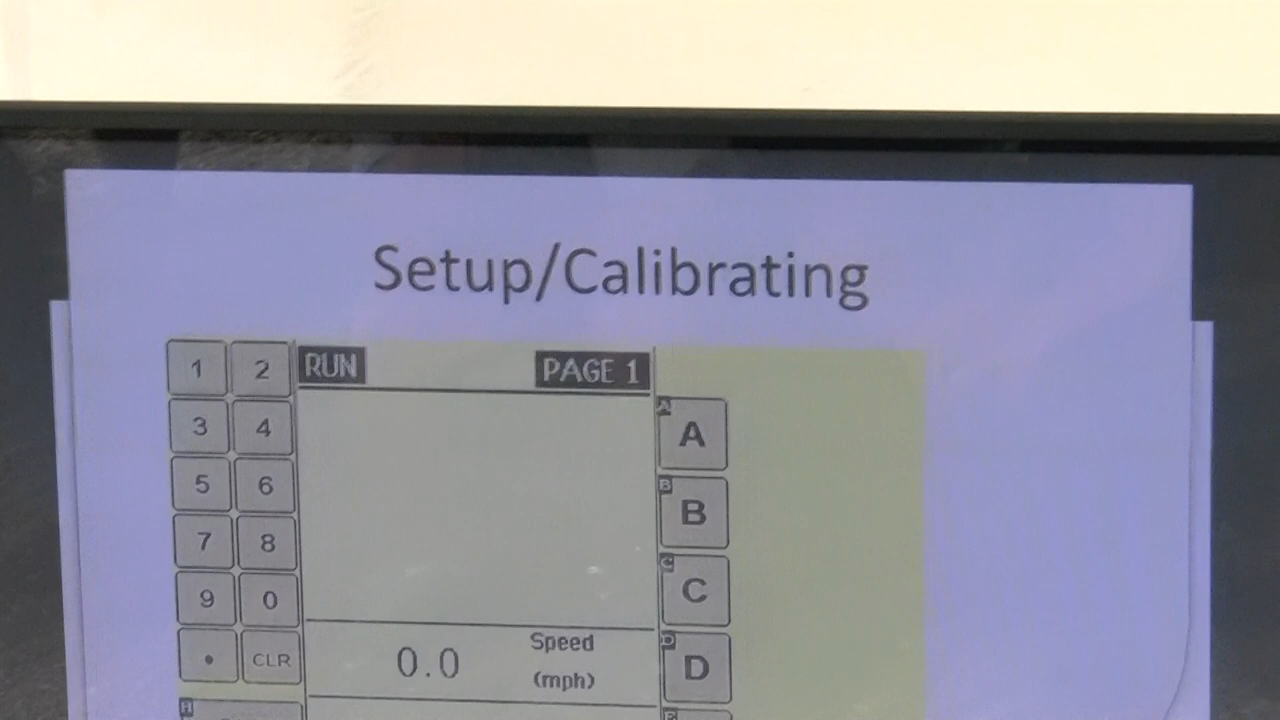 Setup/Calibrating
1 2 RUN PAGE 1
3 4 A A
5 6 B B
7 8 C C
9 0
. CLR 0.0 Speed (mph) D D
H E